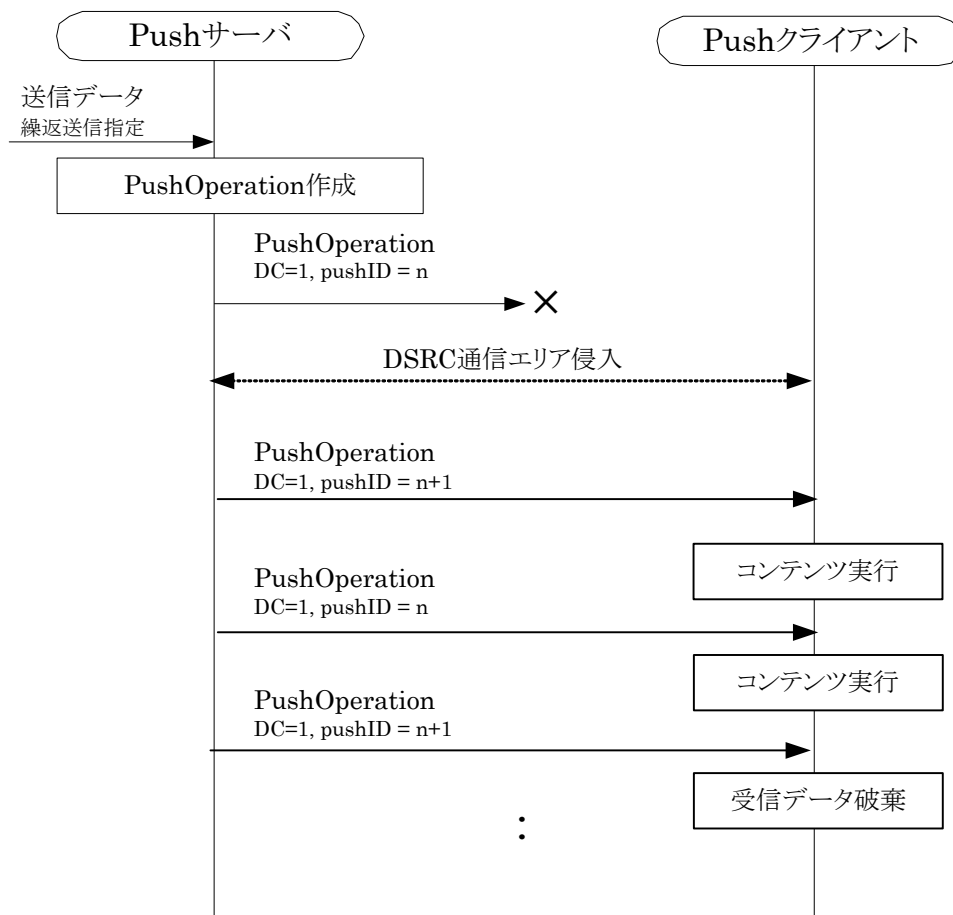 Pushサーバ
Pushクライアント
送信データ
繰返送信指定
PushOperation作成
PushOperation
DC=1, pushID = n
×
DSRC通信エリア侵入
PushOperation
DC=1, pushID = n+1
コンテンツ実行
PushOperation
DC=1, pushID = n
コンテンツ実行
PushOperation
DC=1, pushID = n+1
受信データ破棄
: